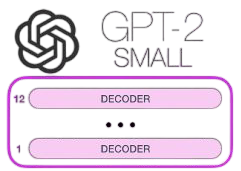 GPT-2
SMALL
12 DECODER
...
1 DECODER